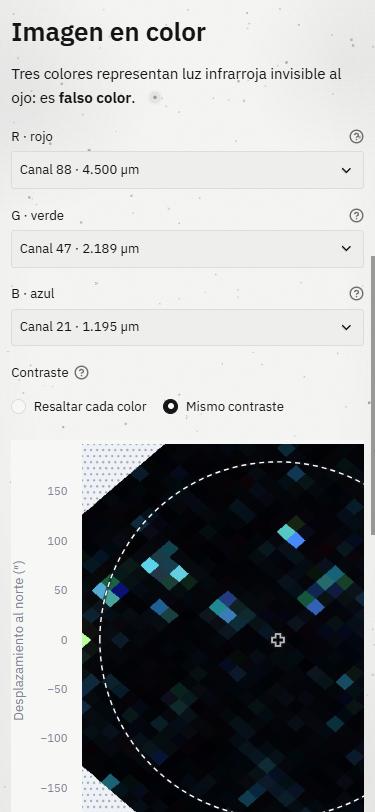 Imagen en color
Tres colores representan luz infrarroja invisible al
ojo: es falso color.
R · rojo
Canal 88 · 4.500 µm
G · verde
Canal 47 · 2.189 µm
B · azul
Canal 21 · 1.195 µm
Contraste
Resaltar cada color
Mismo contraste
Desplazamiento al norte (″)
150
100
50
0
−50
−100
−150